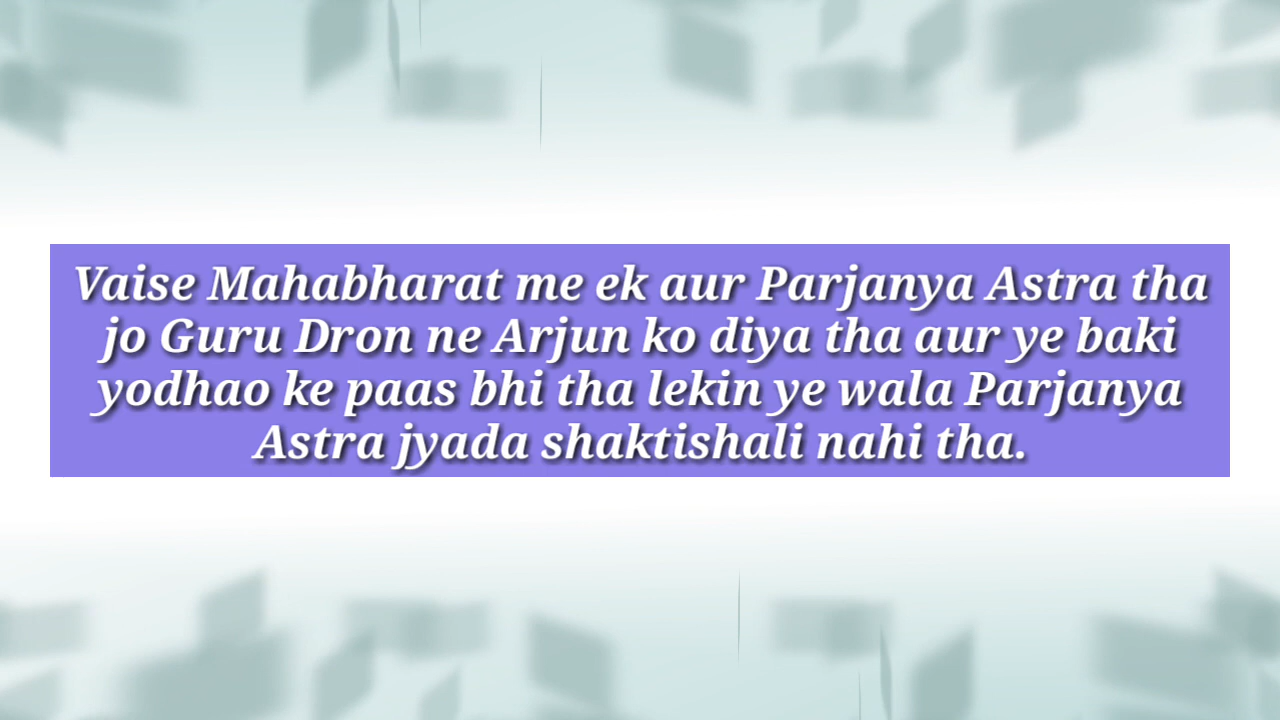 Vaise Mahabharat me ek aur Parjanya Astra tha
jo Guru Dron ne Arjun ko diya tha aur ye baki
yodhao ke paas bhi tha lekin ye wala Parjanya
Astra jyada shaktishali nahi tha.